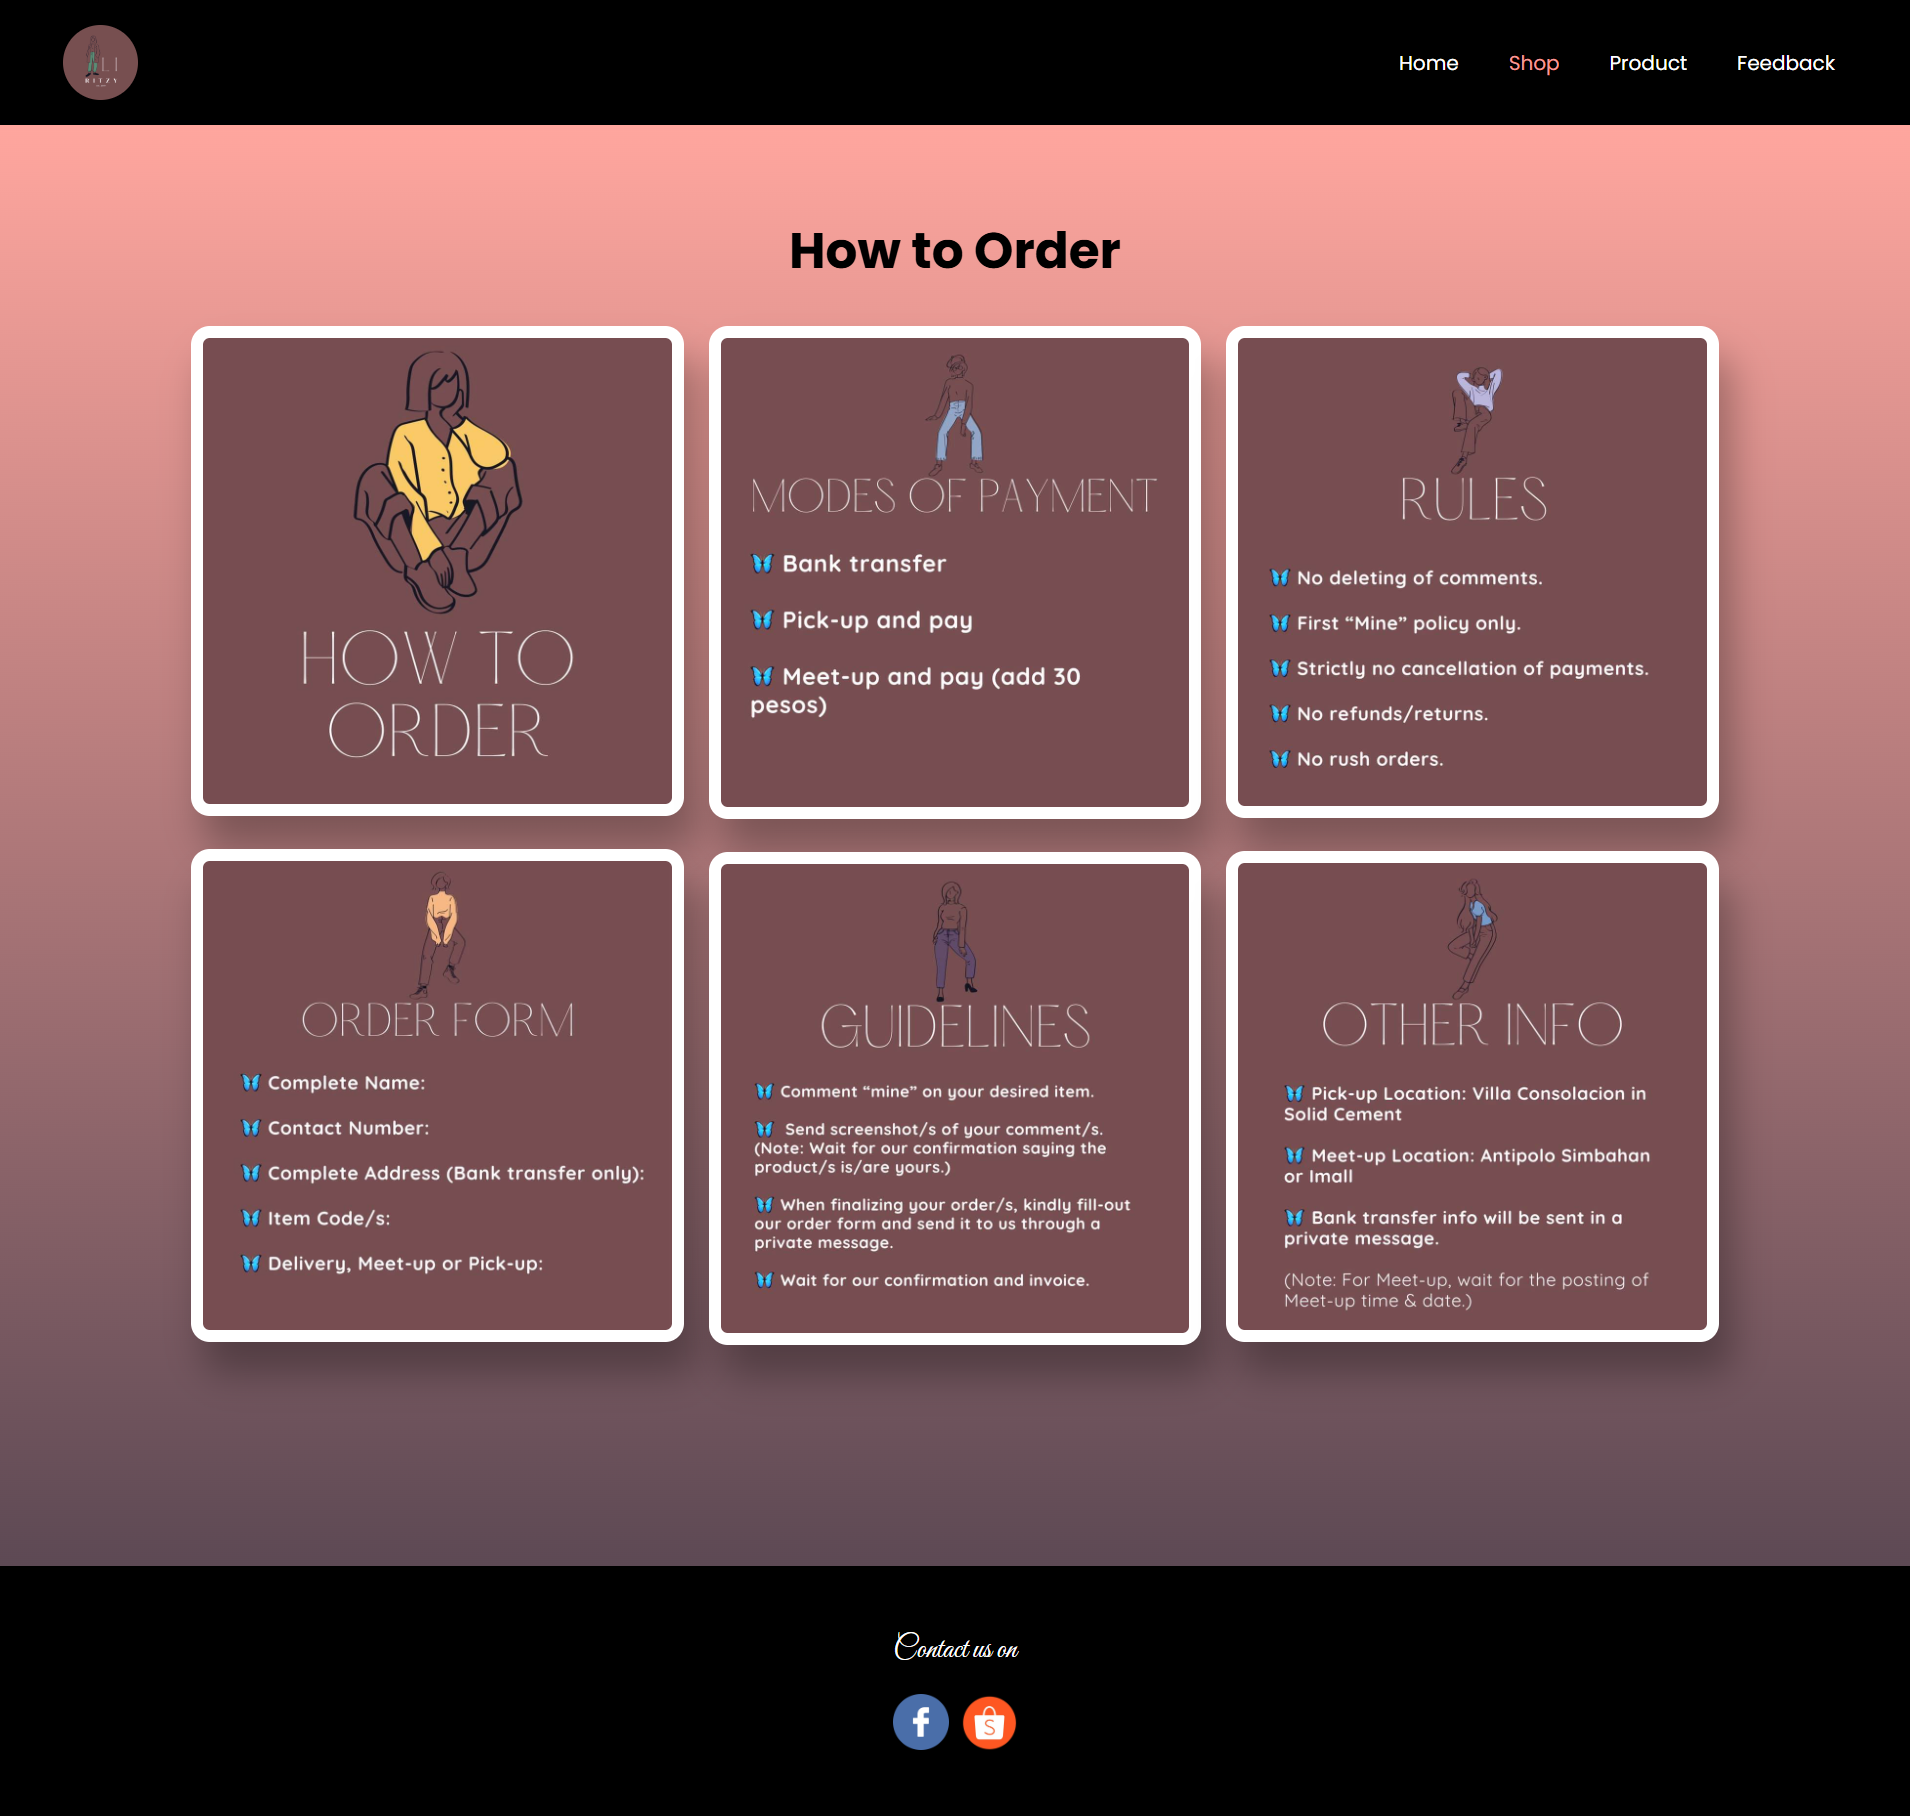 LI
RITZY
Home
Shop
Product
Feedback
How to Order
HOW TO
ORDER
MODES OF PAYMENT
Bank transfer
Pick-up and pay
Meet-up and pay (add 30
pesos)
RULES
No deleting of comments.
First “Mine” policy only.
Strictly no cancellation of payments.
No refunds/returns.
No rush orders.
ORDER FORM
Complete Name:
Contact Number:
Complete Address (Bank transfer only):
Item Code/s:
Delivery, Meet-up or Pick-up:
GUIDELINES
Comment “mine” on your desired item.
Send screenshot/s of your comment/s.
(Note: Wait for our confirmation saying the
product/s is/are yours.)
When finalizing your order/s, kindly fill-out
our order form and send it to us through a
private message.
Wait for our confirmation and invoice.
OTHER INFO
Pick-up Location: Villa Consolacion in
Solid Cement
Meet-up Location: Antipolo Simbahan
or Imall
Bank transfer info will be sent in a
private message.
(Note: For Meet-up, wait for the posting of
Meet-up time & date.)
Contact us on